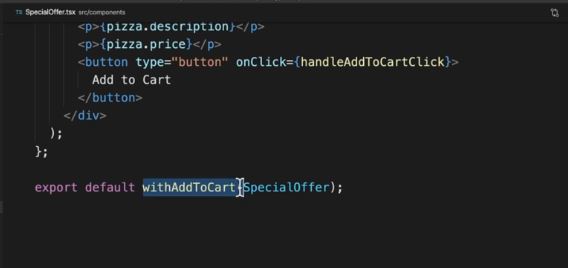 SpecialOffer.tsx src/components
<p>{pizza.description}</p>
<p>{pizza.price}</p>
<button type="button" onClick={handleAddToCartClick}>
Add to Cart
</button>
</div>
);
};
export default withAddToCart(SpecialOffer);